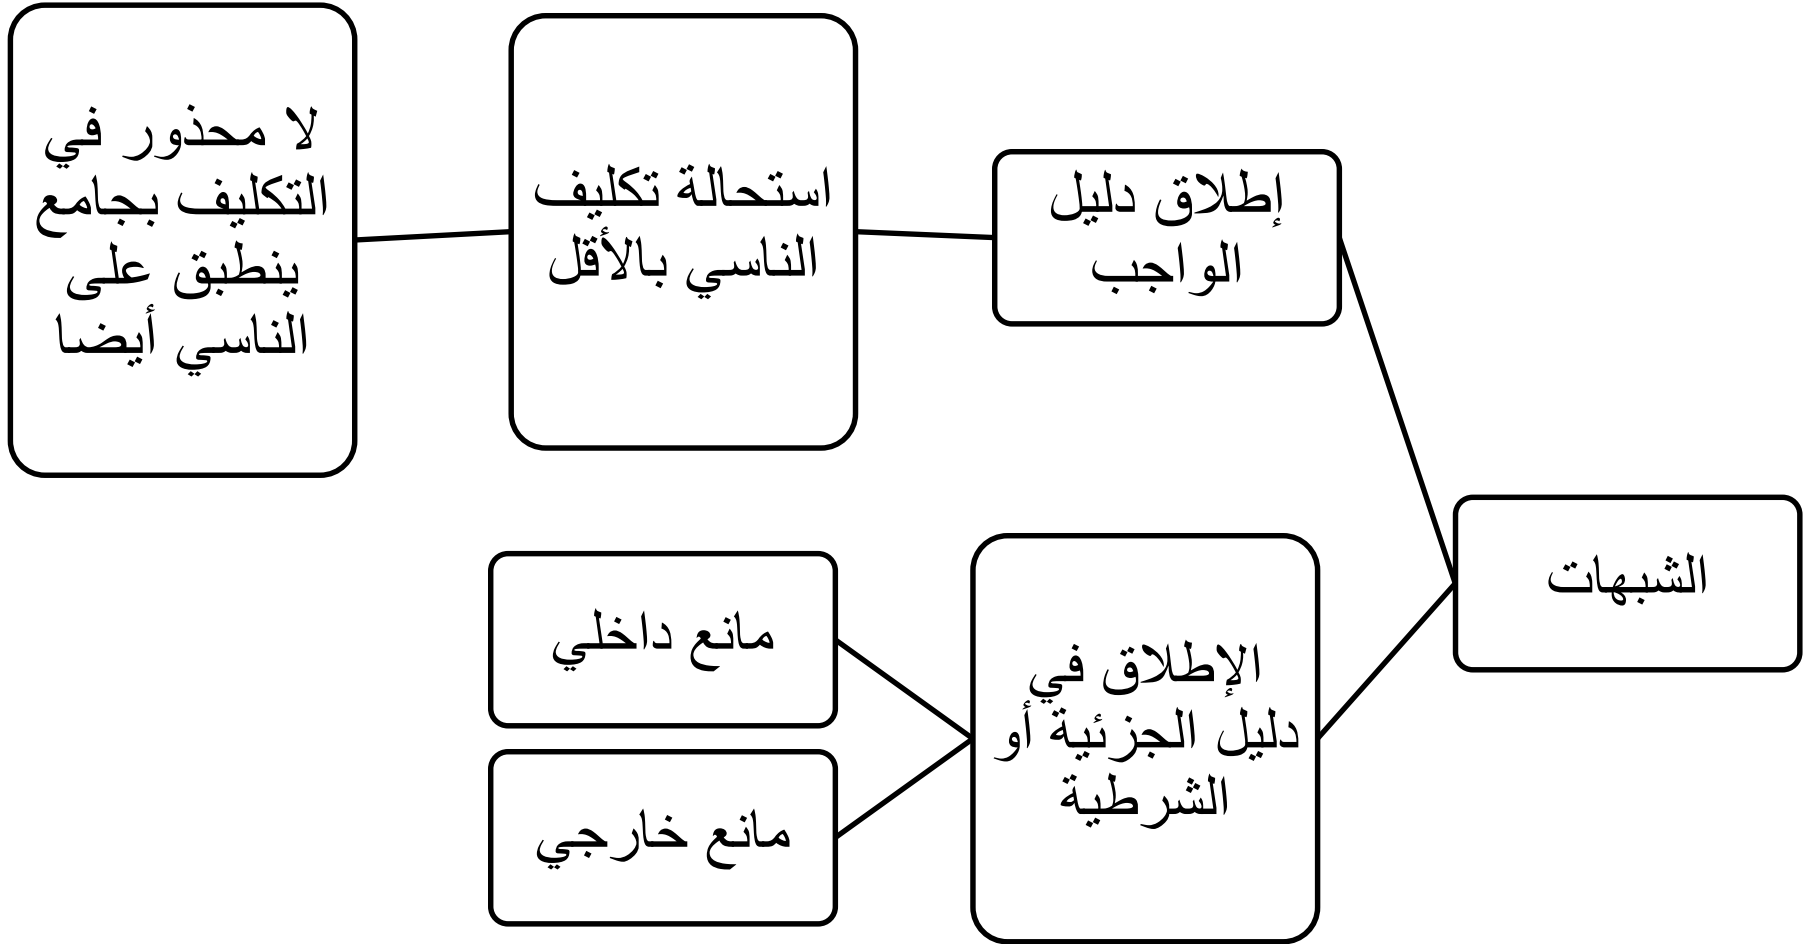 الشبهات
إطلاق دليل
الواجب
استحالة تكليف
الناسي بالأقل
لا محذور في
التكليف بجامع
ينطبق على
الناسي أيضا
الإطلاق في
دليل الجزئية أو
الشرطية
مانع داخلي
مانع خارجي